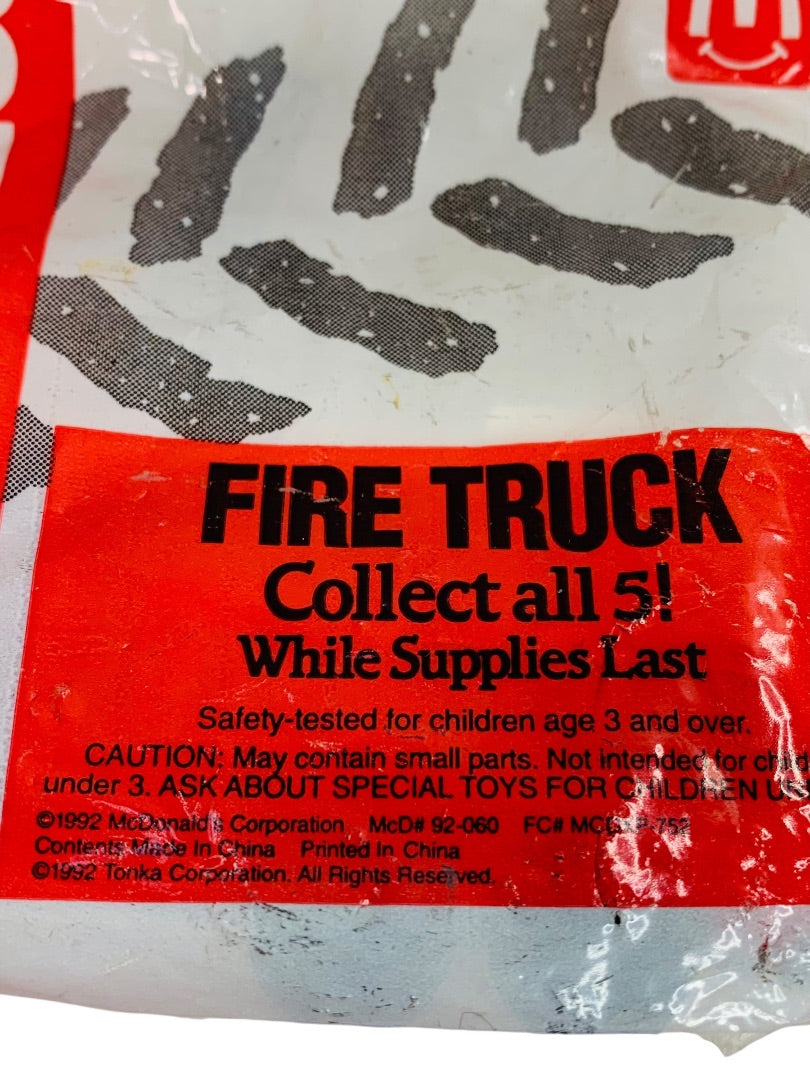 FIRE TRUCK
Collect all 5!
While Supplies Last
Safety-tested for children age 3 and over.
CAUTION: May contain small parts. Not intended for
under 3. ASK ABOUT SPECIAL TOYS FOR CHILDREN
©1992 McDonald's Corporation McD# 92-060 FC#
Contents Made In China Printed In China
©1992 Tonka Corporation. All Rights Reserved.